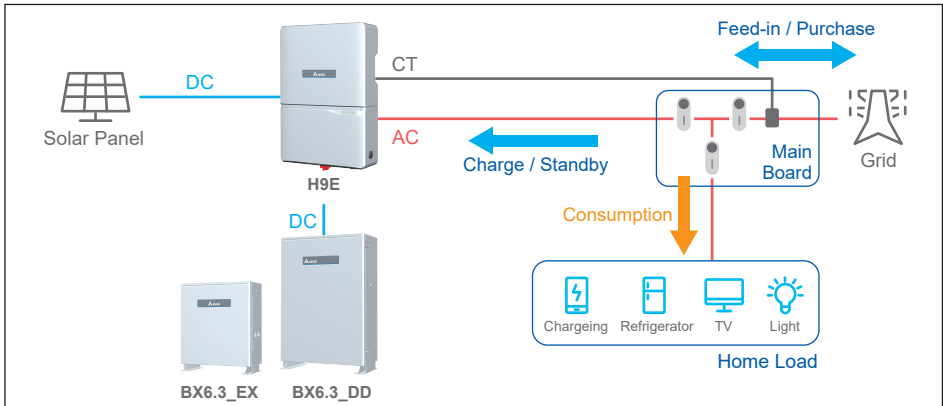 Feed-in / Purchase
CT
DC
Solar Panel
AC
Charge / Standby
Main
Board
Grid
H9E
DC
Consumption
Chargeing
Refrigerator
TV
Light
Home Load
BX6.3_EX
BX6.3_DD